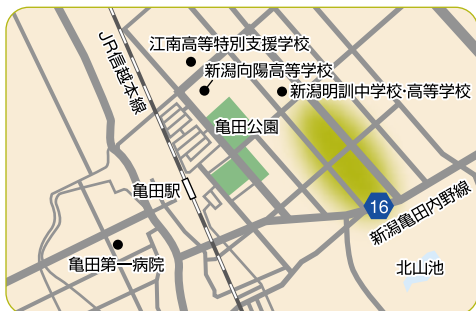 JR信越本線
江南高等特別支援学校
新潟向陽高等学校
新潟明訓中学校・高等学校
亀田公園
亀田駅
16
新潟亀田内野線
亀田第一病院
北山池